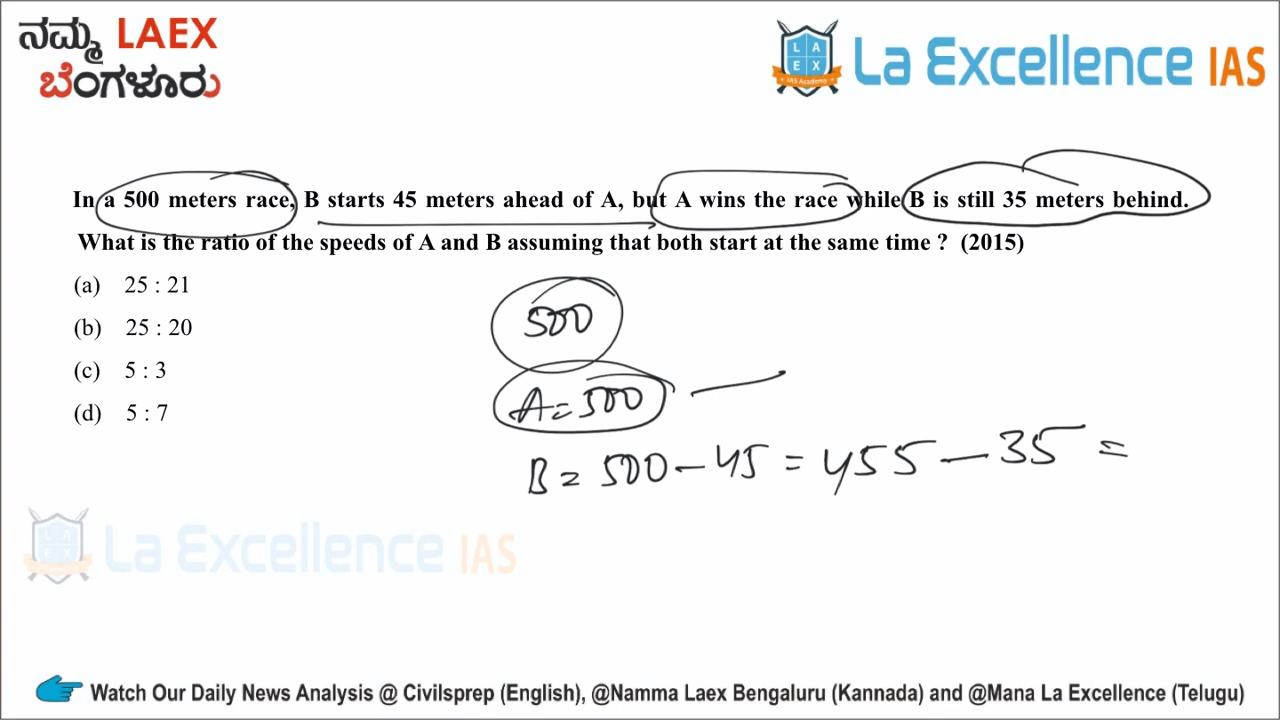 ನಮ್ಮ LAEX
ಬೆಂಗಳೂರು
L A
E X
IAS Academy
La Excellence IAS
In a 500 meters race, B starts 45 meters ahead of A, but A wins the race while B is still 35 meters behind.
What is the ratio of the speeds of A and B assuming that both start at the same time ? (2015)
(a) 25 : 21
(b) 25 : 20
(c) 5 : 3
(d) 5 : 7
500
A = 500
B = 500 - 45 = 455 - 35 =
L A
E X
La Excellence IAS
Watch Our Daily News Analysis @ Civilsprep (English), @Namma Laex Bengaluru (Kannada) and @Mana La Excellence (Telugu)